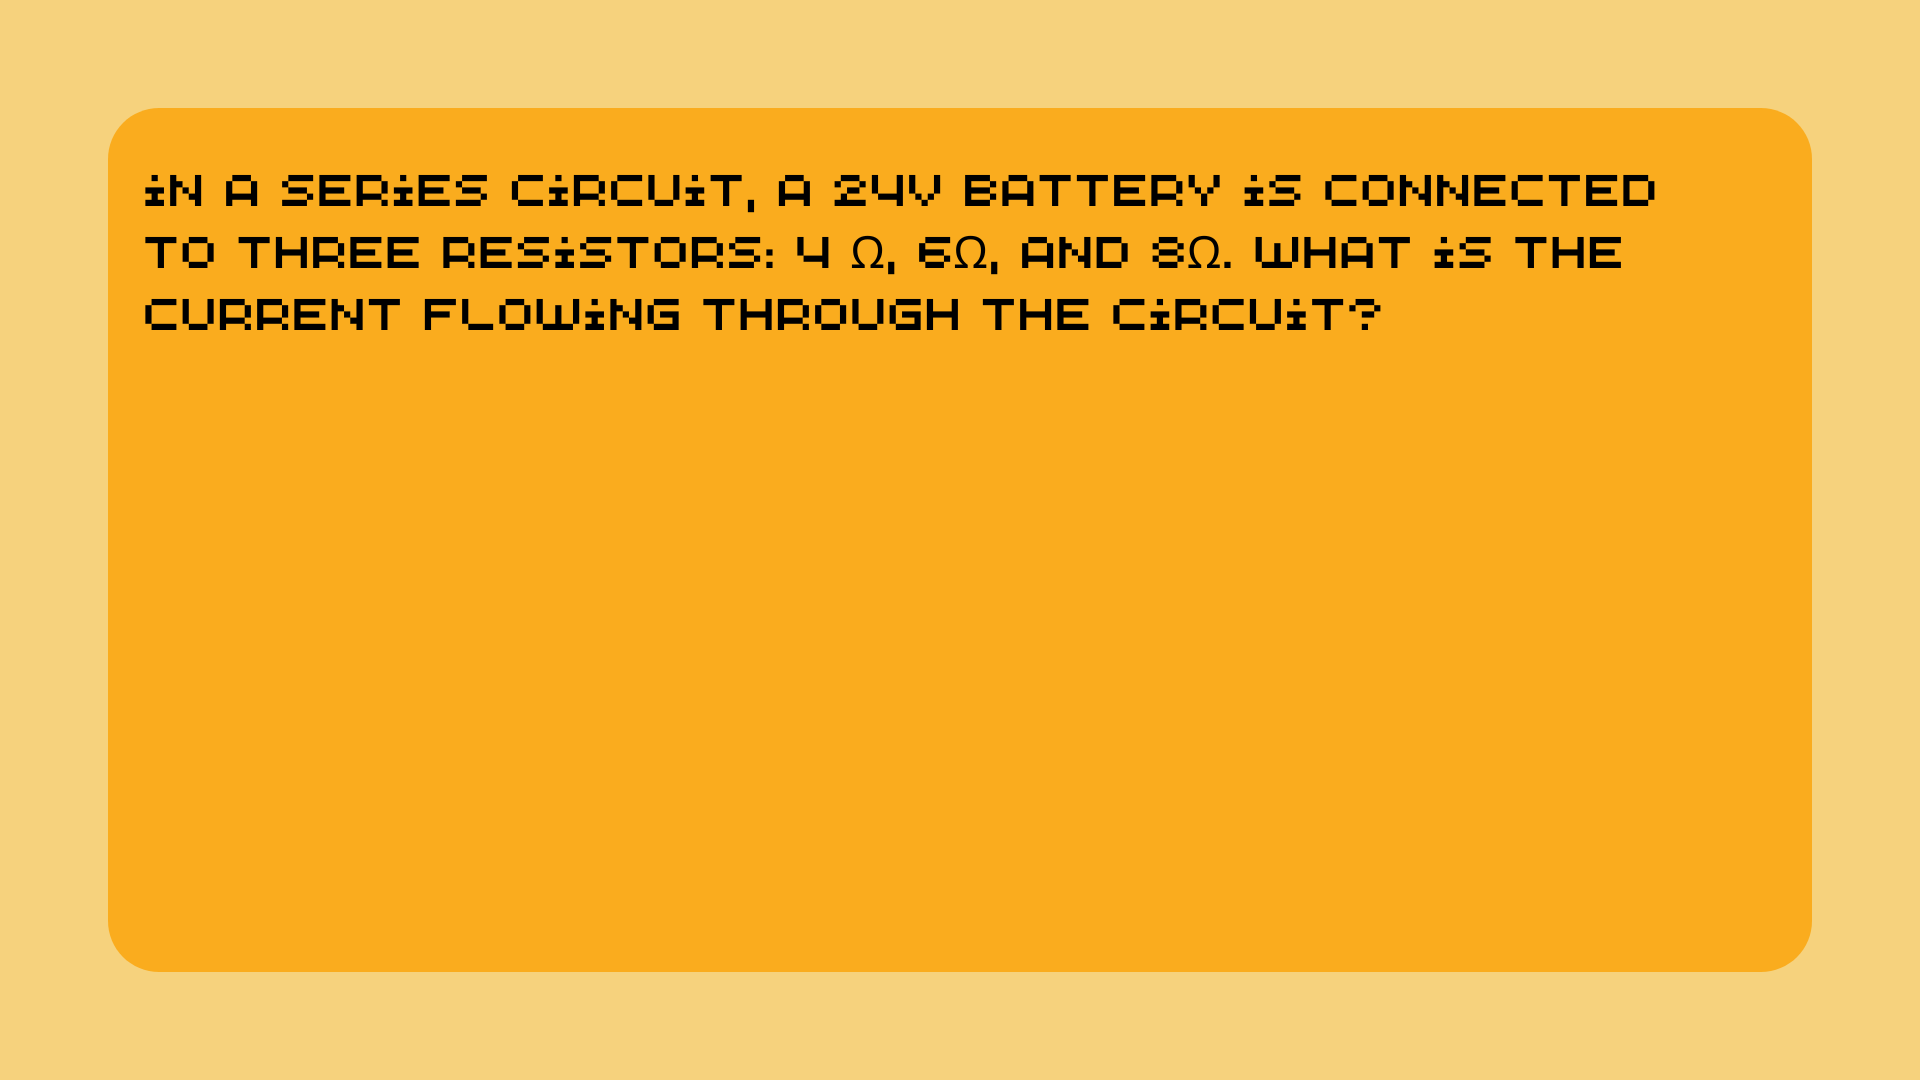 iN A SERiES CiRCUiT, A 24V BATTERY iS CONNECTED
TO THREE RESiSTORS: 4 Ω, 6Ω, AND 8Ω. WHAT iS THE
CURRENT FLOWiNG THROUGH THE CiRCUiT?